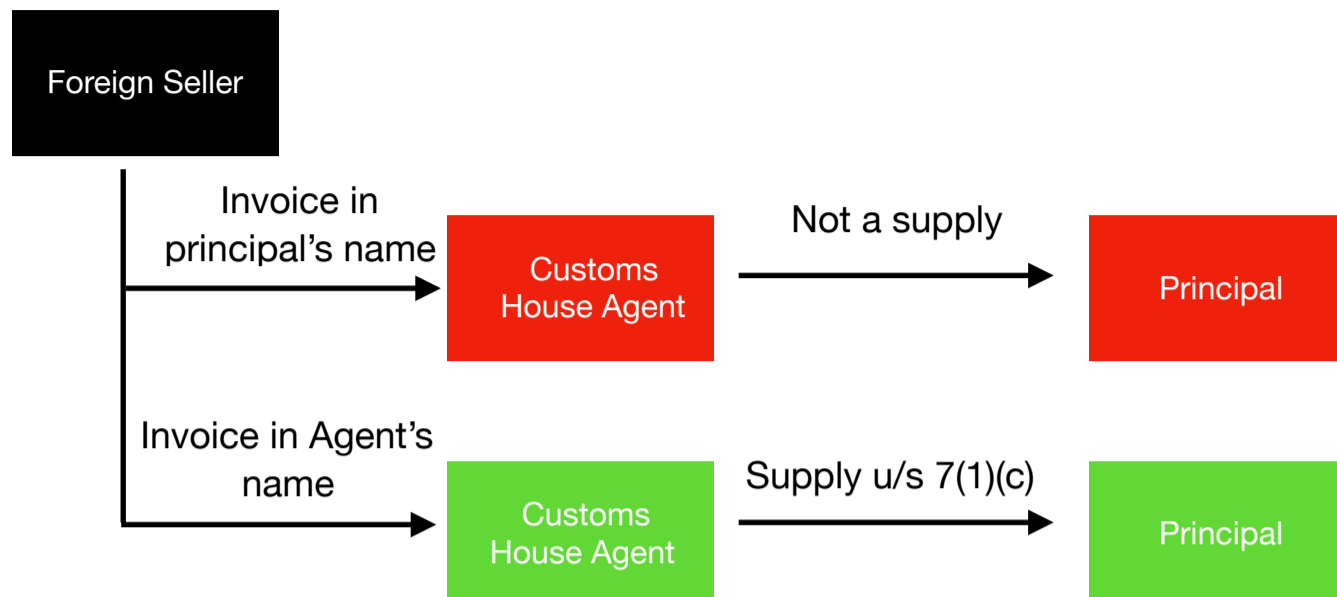 Foreign Seller
Invoice in
principal’s name
Customs
House Agent
Not a supply
Principal
Invoice in Agent’s
name
Customs
House Agent
Supply u/s 7(1)(c)
Principal